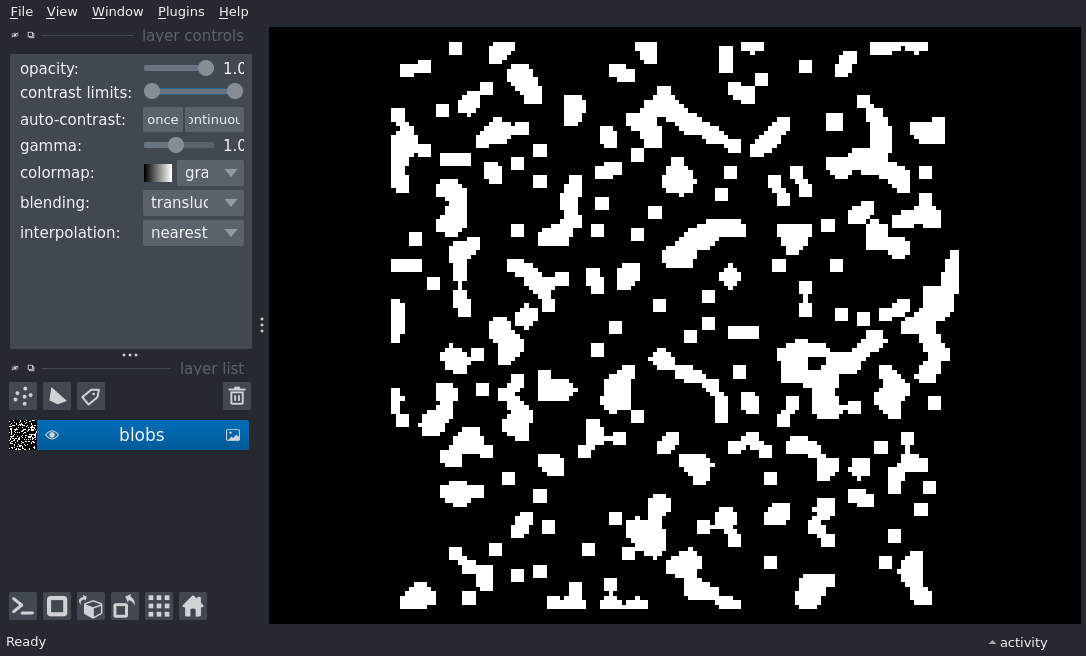 File View Window Plugins Help
layer controls
opacity: 1.0
contrast limits:
auto-contrast: once ontinuou
gamma: 1.0
colormap: gra
blending: transluc
interpolation: nearest
layer list
blobs
Ready activity